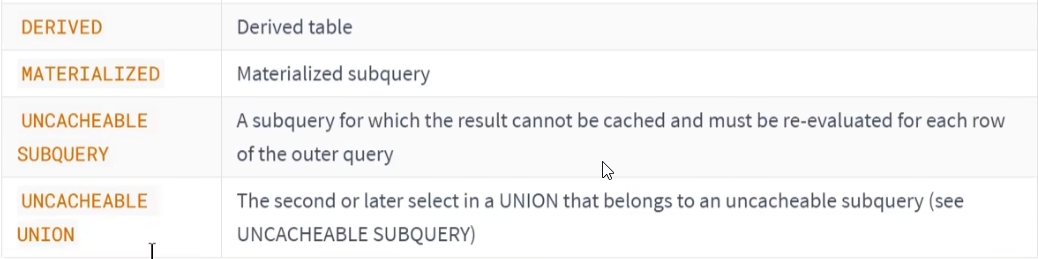 DERIVED Derived table
MATERIALIZED Materialized subquery
UNCACHEABLE A subquery for which the result cannot be cached and must be re-evaluated for each row
SUBQUERY of the outer query
UNCACHEABLE The second or later select in a UNION that belongs to an uncacheable subquery (see
UNION UNCACHEABLE SUBQUERY)